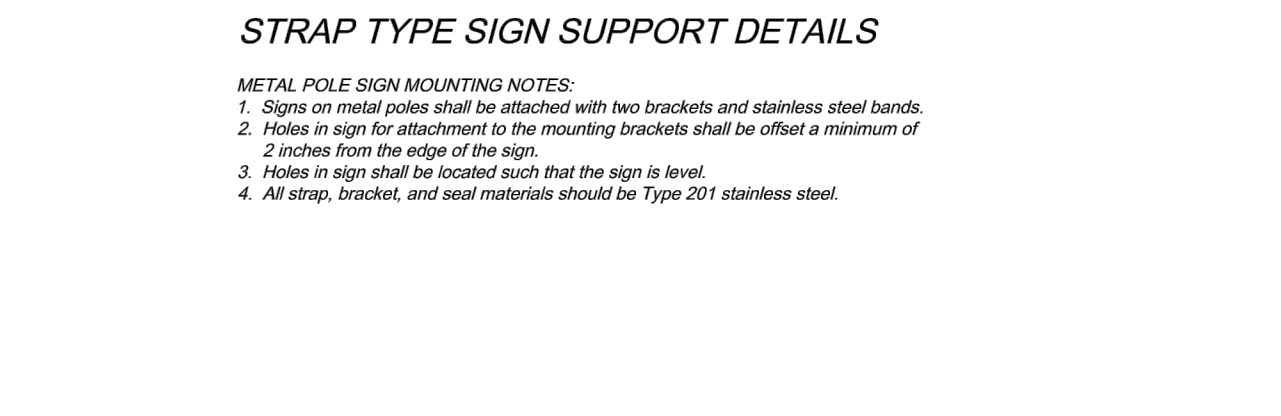 STRAP TYPE SIGN SUPPORT DETAILS
METAL POLE SIGN MOUNTING NOTES:
1. Signs on metal poles shall be attached with two brackets and stainless steel bands.
2. Holes in sign for attachment to the mounting brackets shall be offset a minimum of
2 inches from the edge of the sign.
3. Holes in sign shall be located such that the sign is level.
4. All strap, bracket, and seal materials should be Type 201 stainless steel.